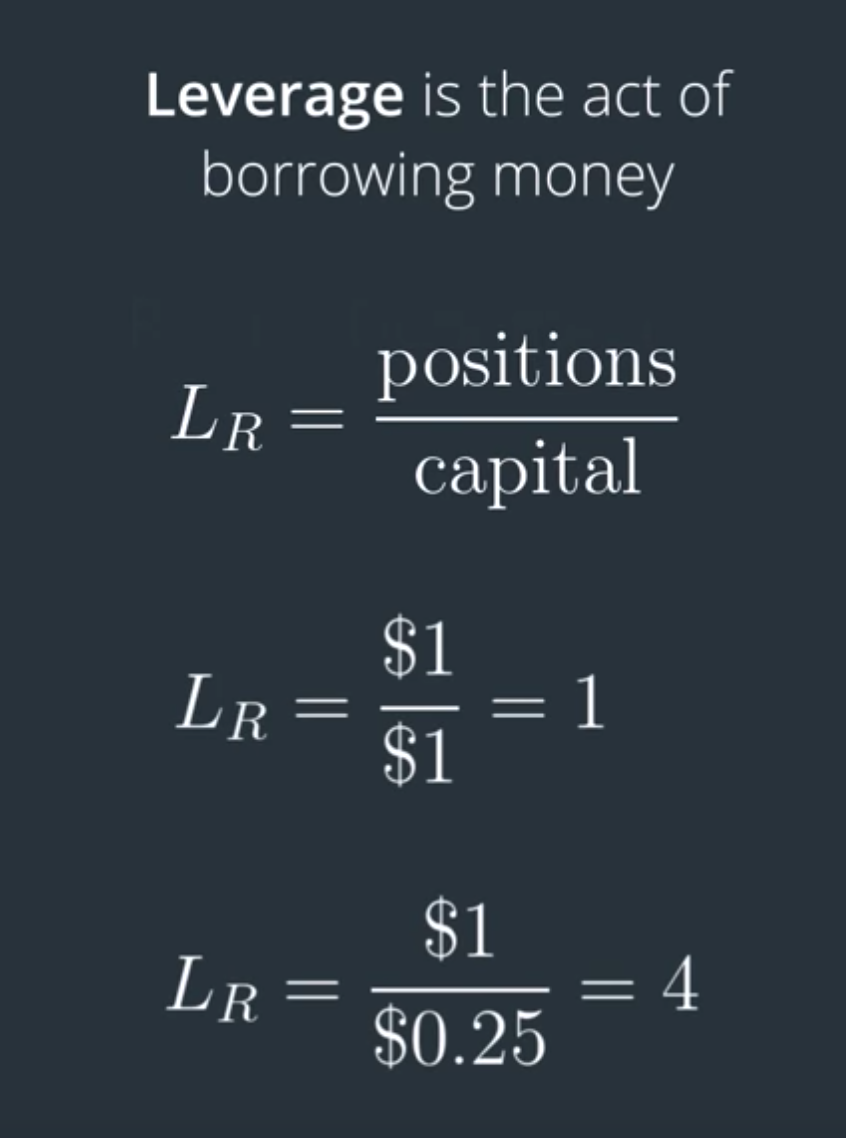 Leverage is the act of
borrowing money
L_R = positions / capital
L_R = $1 / $1 = 1
L_R = $1 / $0.25 = 4